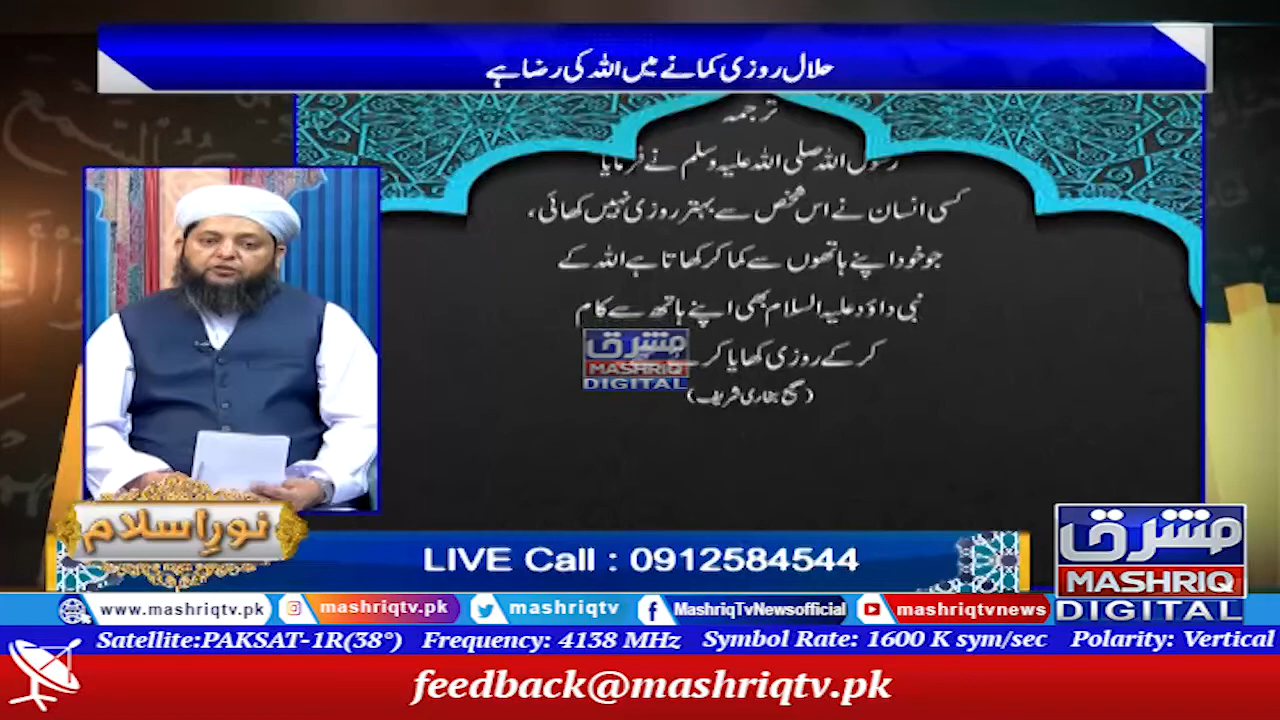 حلال روزی کمانے میں اللہ کی رضا ہے
ترجمہ
رسول اللہ صلی اللہ علیہ وسلم نے فرمایا
کسی انسان نے اس شخص سے بہتر روزی نہیں کھائی،
جو خود اپنے ہاتھوں سے کما کر کھاتا ہے اللہ کے
نبی داؤد علیہ السلام بھی اپنے ہاتھ سے کام
کر کے روزی کھایا کرتے
(صحیح بخاری شریف)
مشرق
MASHRIQ
DIGITAL
نورِ اسلام
LIVE Call : 0912584544
مشرق
MASHRIQ
DIGITAL
www.mashriqtv.pk mashriqtv.pk mashriqtv MashriqTvNewsofficial mashriqtvnews
Satellite:PAKSAT-1R(38°) Frequency: 4138 MHz Symbol Rate: 1600 K sym/sec Polarity: Vertical
feedback@mashriqtv.pk